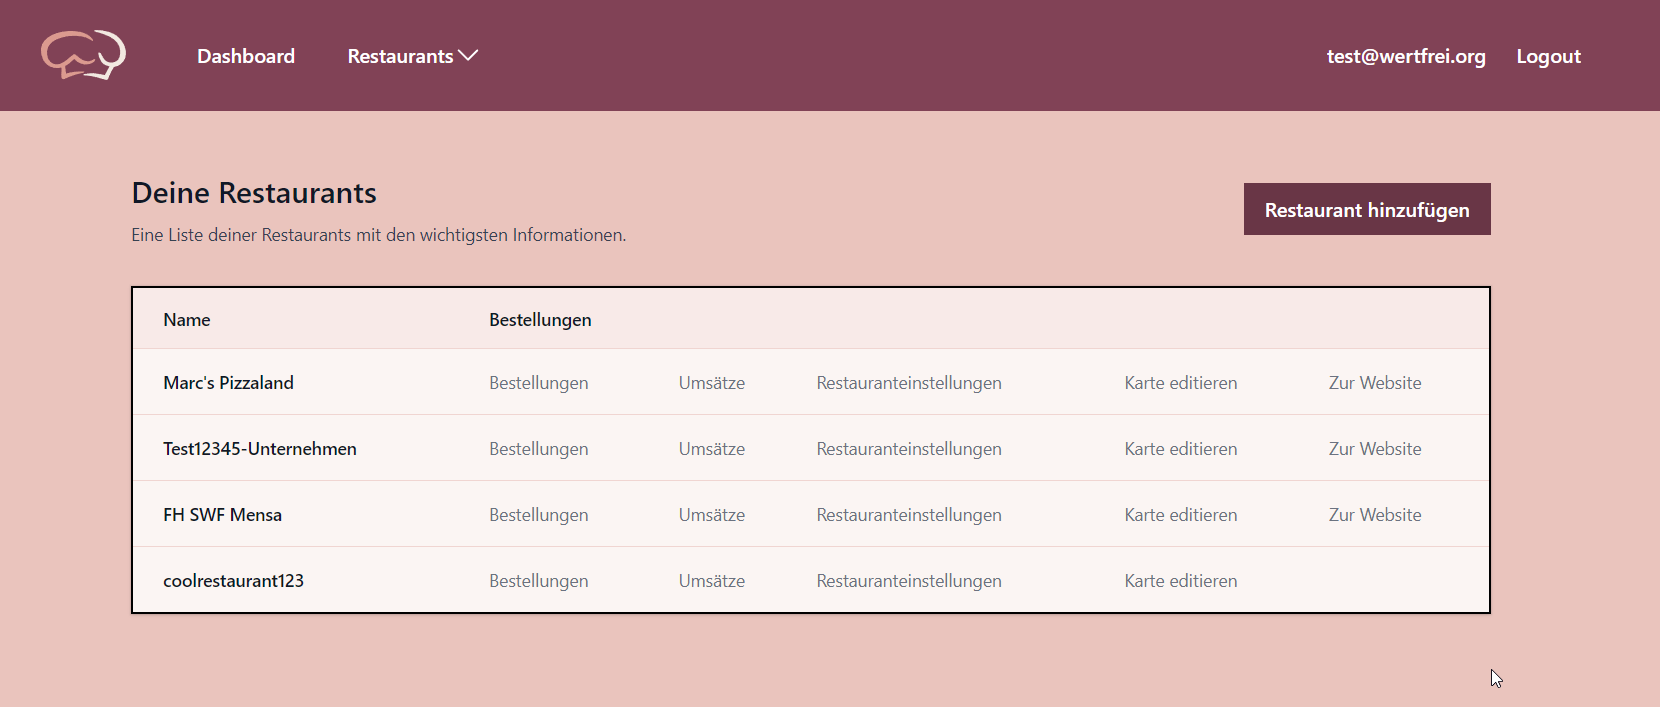 Dashboard Restaurants test@wertfrei.org Logout
Deine Restaurants
Restaurant hinzufügen
Eine Liste deiner Restaurants mit den wichtigsten Informationen.
Name Bestellungen
Marc's Pizzaland Bestellungen Umsätze Restauranteinstellungen Karte editieren Zur Website
Test12345-Unternehmen Bestellungen Umsätze Restauranteinstellungen Karte editieren Zur Website
FH SWF Mensa Bestellungen Umsätze Restauranteinstellungen Karte editieren Zur Website
coolrestaurant123 Bestellungen Umsätze Restauranteinstellungen Karte editieren